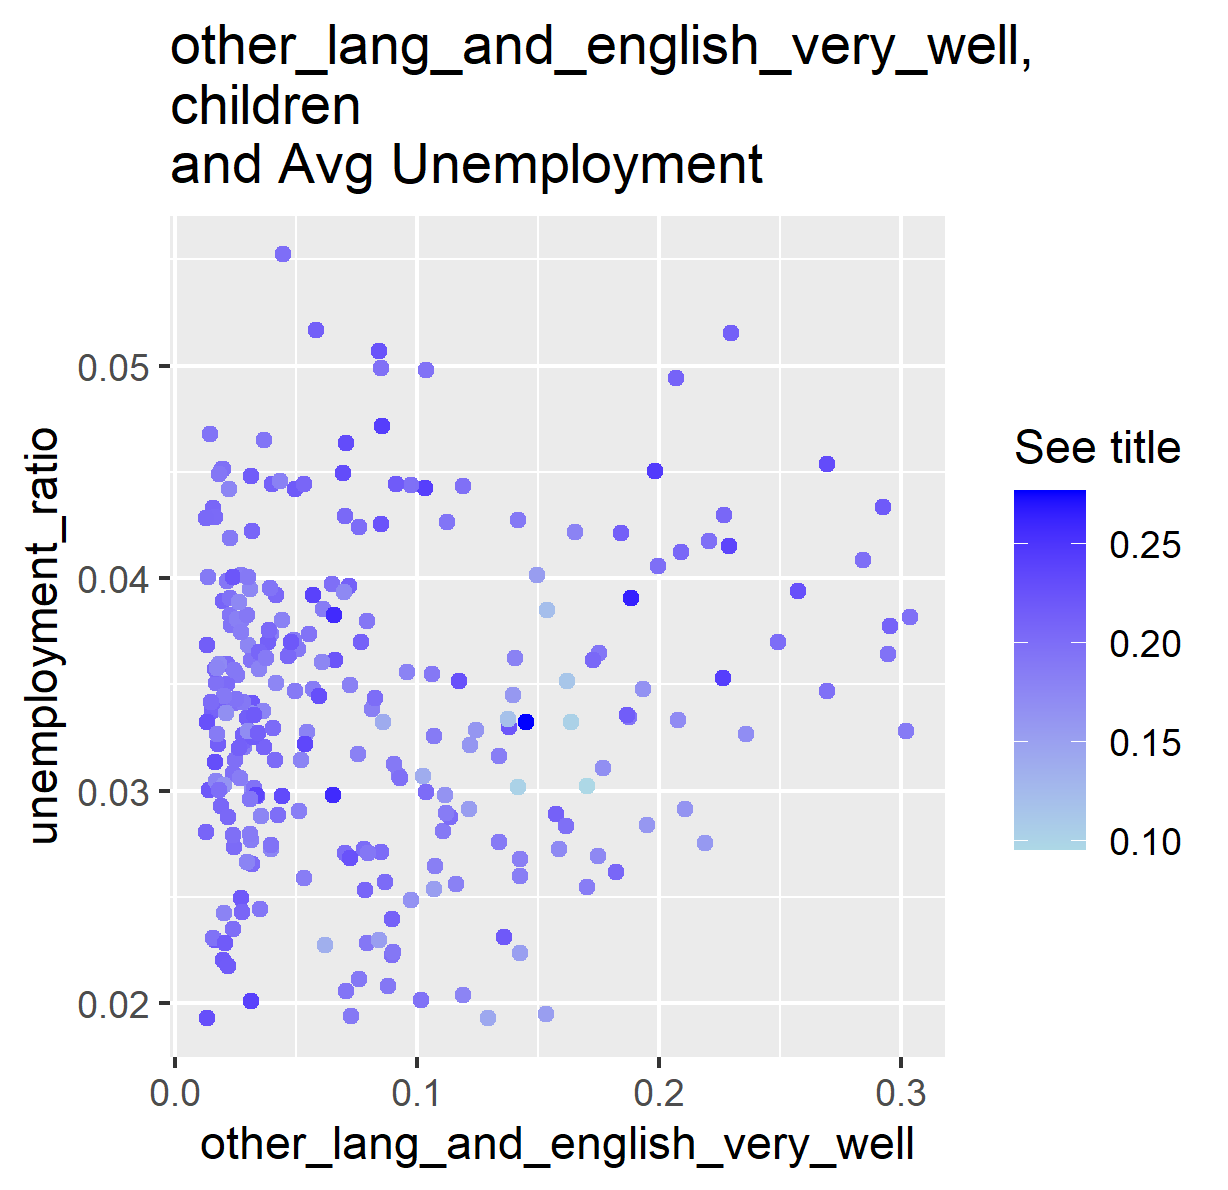 other_lang_and_english_very_well,
children
and Avg Unemployment
unemployment_ratio
0.05
0.04
0.03
0.02
0.0
0.1
0.2
0.3
other_lang_and_english_very_well
See title
0.25
0.20
0.15
0.10